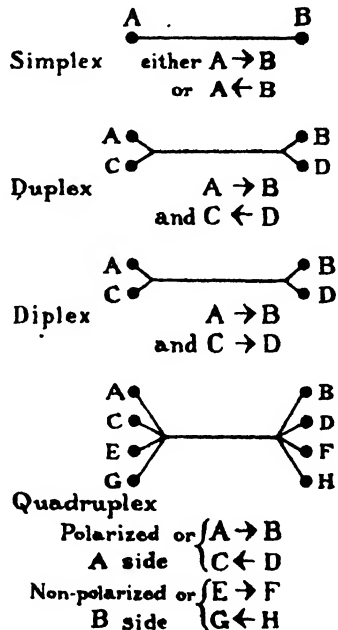 A B
Simplex either A → B
or A ← B
A B
C D
Duplex A → B
and C ← D
A B
C D
Diplex A → B
and C → D
A B
C D
E F
G H
Quadruplex
Polarized or { A → B
A side C ← D
Non-polarized or { E → F
B side G ← H